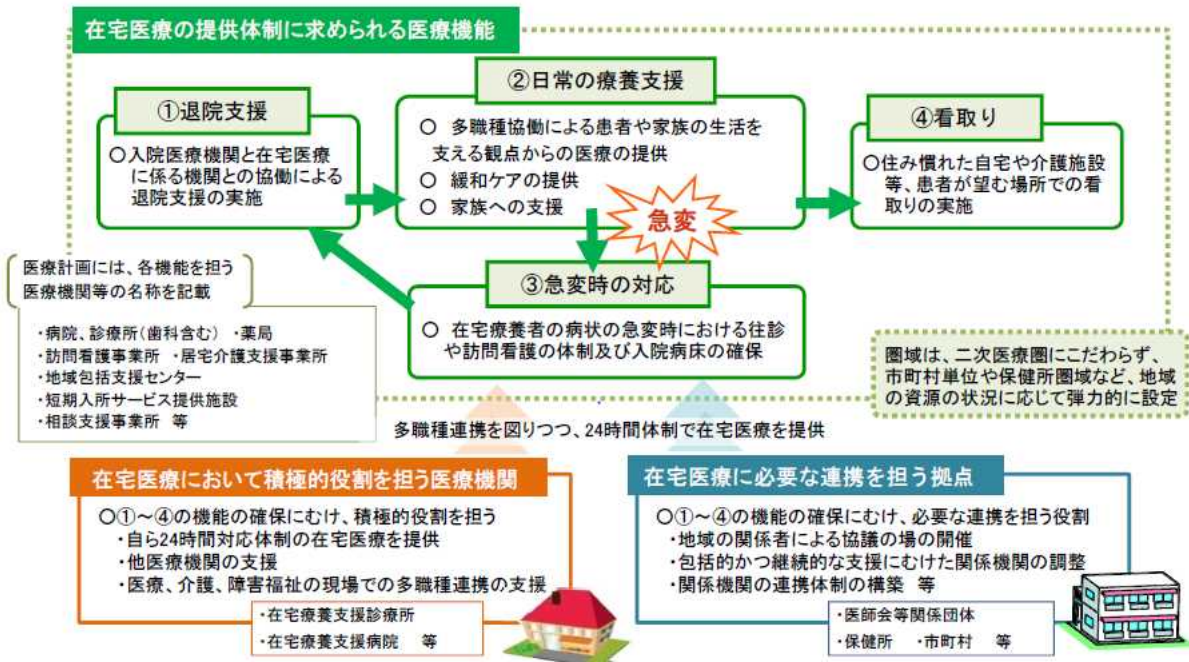 在宅医療の提供体制に求められる医療機能
①退院支援
○入院医療機関と在宅医療
に係る機関との協働による
退院支援の実施
②日常の療養支援
○ 多職種協働による患者や家族の生活を
支える観点からの医療の提供
○ 緩和ケアの提供
○ 家族への支援
急変
④看取り
○住み慣れた自宅や介護施設
等、患者が望む場所での看
取りの実施
③急変時の対応
○ 在宅療養者の病状の急変時における往診
や訪問看護の体制及び入院病床の確保
医療計画には、各機能を担う
医療機関等の名称を記載
・病院、診療所(歯科含む) ・薬局
・訪問看護事業所 ・居宅介護支援事業所
・地域包括支援センター
・短期入所サービス提供施設
・相談支援事業所 等
圏域は、二次医療圏にこだわらず、
市町村単位や保健所圏域など、地域
の資源の状況に応じて弾力的に設定
多職種連携を図りつつ、24時間体制で在宅医療を提供
在宅医療において積極的役割を担う医療機関
○①～④の機能の確保にむけ、積極的役割を担う
・自ら24時間対応体制の在宅医療を提供
・他医療機関の支援
・医療、介護、障害福祉の現場での多職種連携の支援
・在宅療養支援診療所
・在宅療養支援病院 等
在宅医療に必要な連携を担う拠点
○①～④の機能の確保にむけ、必要な連携を担う役割
・地域の関係者による協議の場の開催
・包括的かつ継続的な支援にむけた関係機関の調整
・関係機関の連携体制の構築 等
・医師会等関係団体
・保健所 ・市町村 等